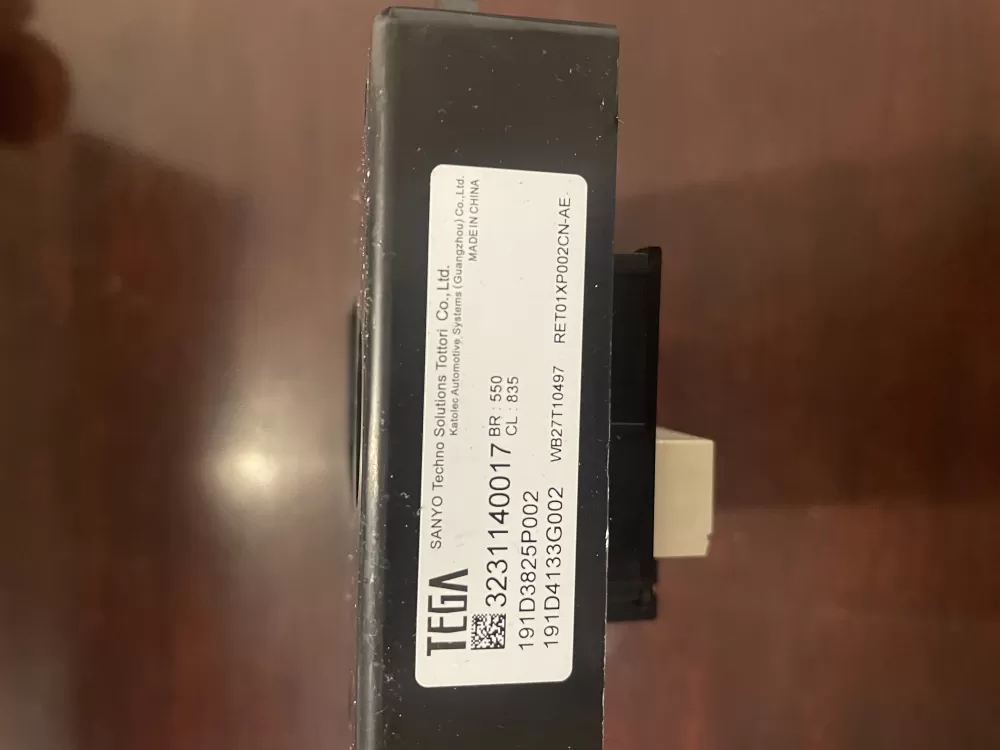 TEGA
SANYO Techno Solutions Tottori Co., Ltd.
Katolec Automotive Systems (Guangzhou) Co., Ltd.
MADE IN CHINA
3231140017 BR : 550
CL : 835
191D3825P002
191D4133G002 WB27T10497 RET01XP002CN-AE